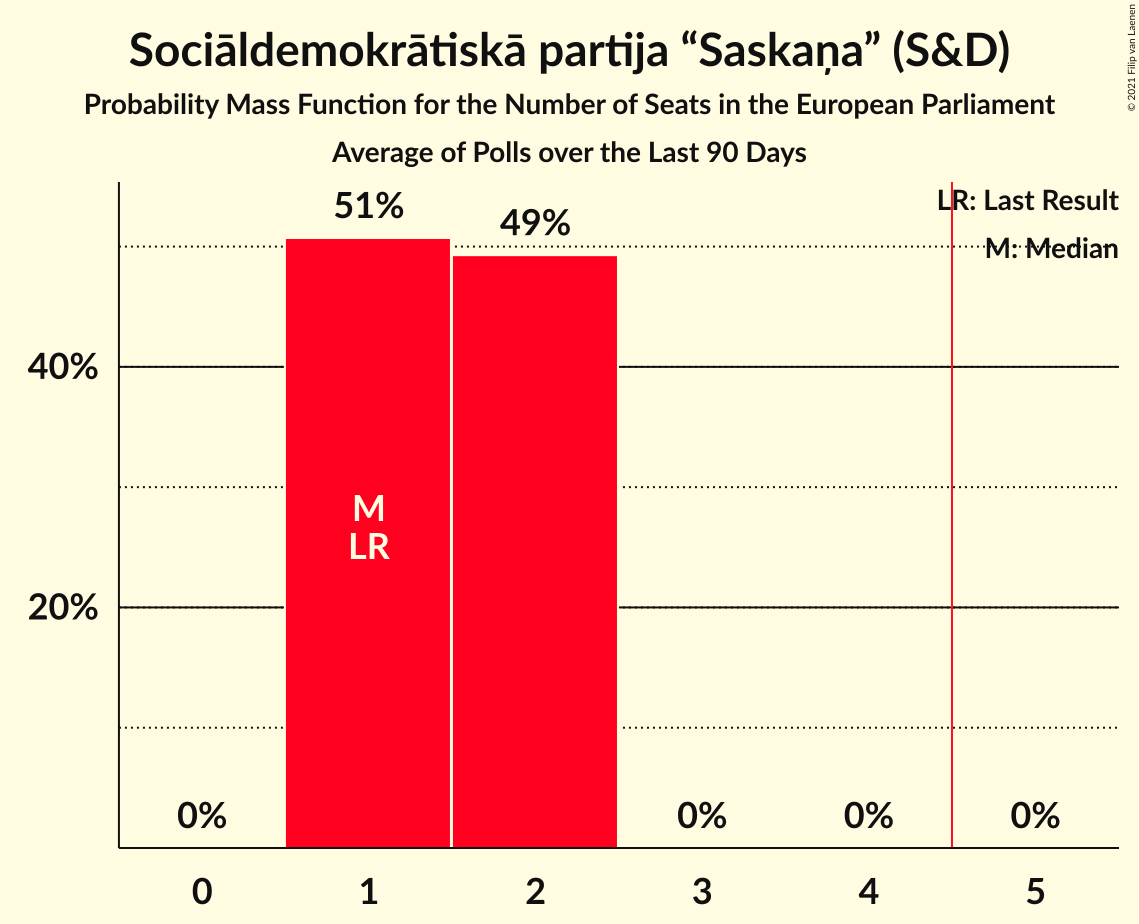 Sociāldemokrātiskā partija “Saskaņa” (S&D)
Probability Mass Function for the Number of Seats in the European Parliament
Average of Polls over the Last 90 Days
© 2021 Filip van Laenen
LR: Last Result
M: Median
51%
49%
40%
20%
M
LR
0%
0%
0%
0%
0
1
2
3
4
5